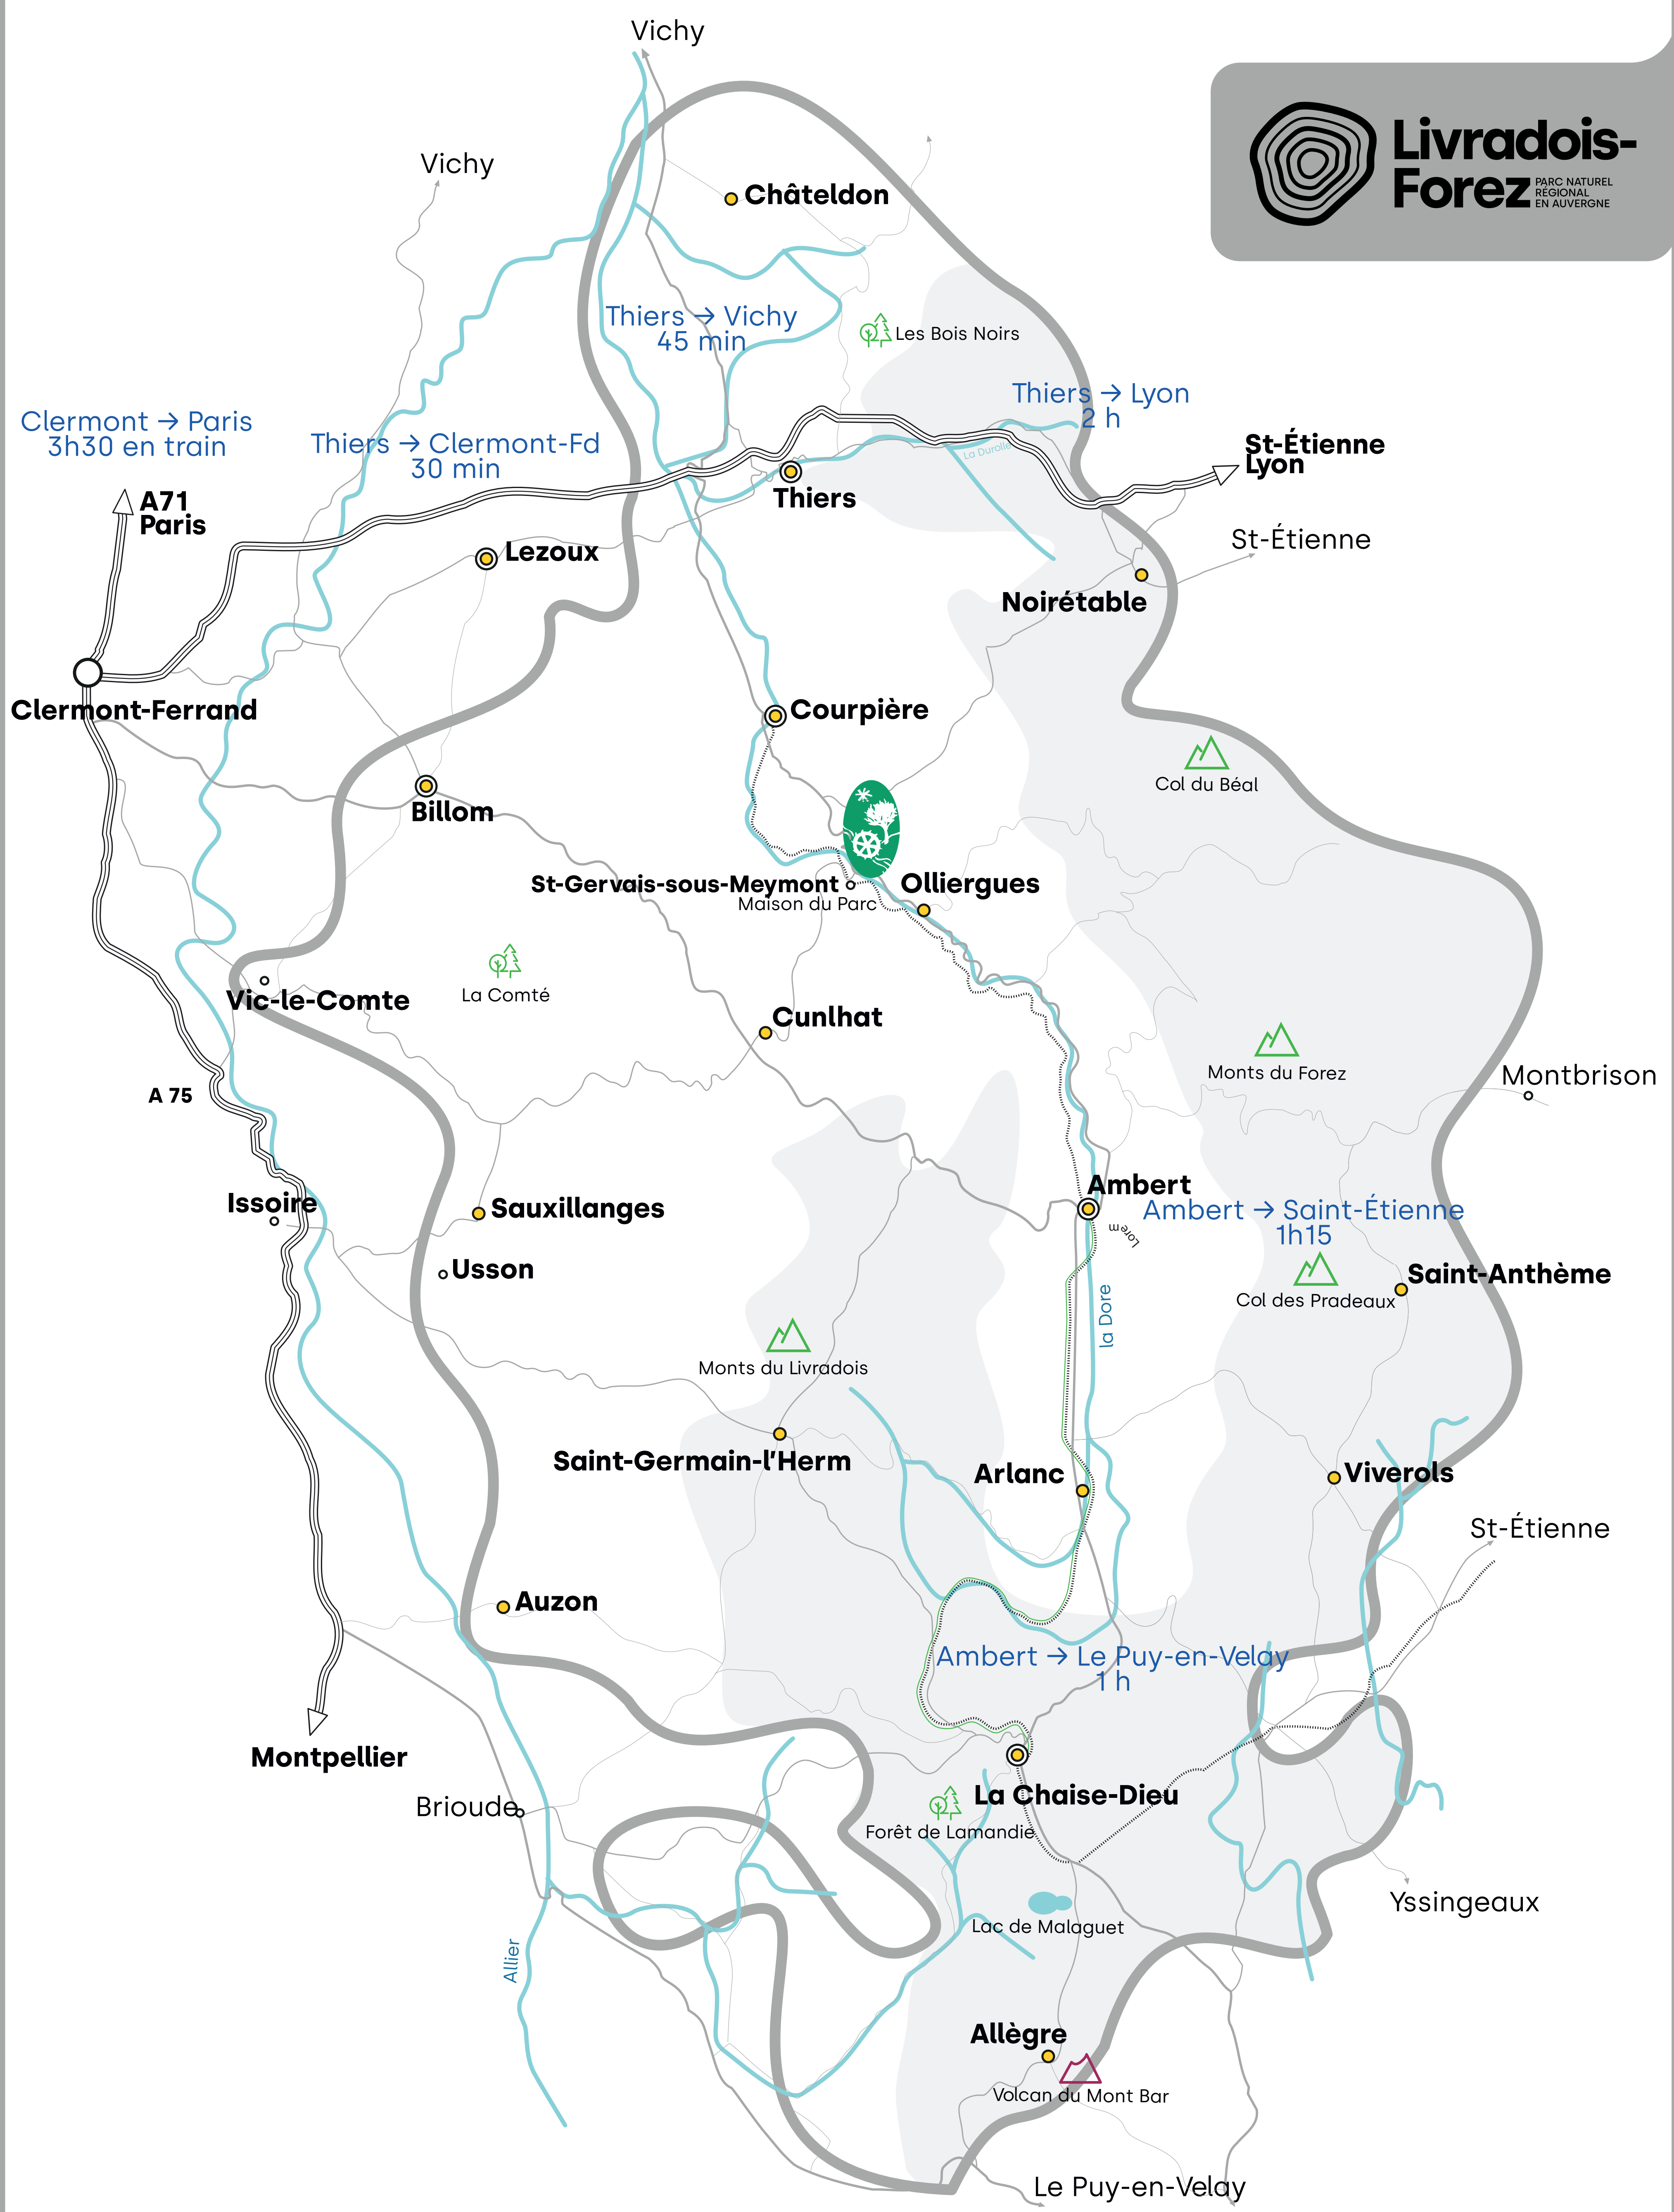 Vichy
Livradois-
Forez
PARC NATUREL
RÉGIONAL
EN AUVERGNE
Vichy
Châteldon
Thiers → Vichy
45 min
Les Bois Noirs
Thiers → Lyon
2 h
Clermont → Paris
3h30 en train
Thiers → Clermont-Fd
30 min
La Durolle
St-Étienne
Lyon
A71
Paris
Thiers
Lezoux
St-Étienne
Noirétable
Clermont-Ferrand
Courpière
Col du Béal
Billom
St-Gervais-sous-Meymont
Maison du Parc
Olliergues
La Comté
Vic-le-Comte
Cunlhat
Monts du Forez
Montbrison
A 75
Ambert
Issoire
Sauxillanges
Ambert → Saint-Étienne
1h15
Lorem
Usson
Saint-Anthème
Col des Pradeaux
la Dore
Monts du Livradois
Saint-Germain-l'Herm
Arlanc
Viverols
St-Étienne
Auzon
Ambert → Le Puy-en-Velay
1 h
Montpellier
La Chaise-Dieu
Brioude
Forêt de Lamandie
Yssingeaux
Lac de Malaguet
Allier
Allègre
Volcan du Mont Bar
Le Puy-en-Velay